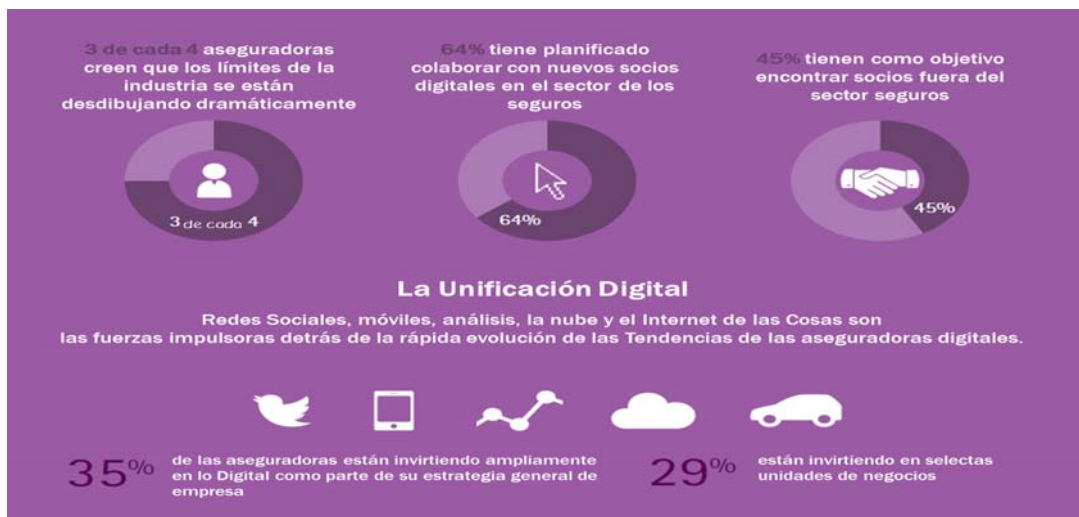 3 de cada 4 aseguradoras
creen que los límites de la
industria se están
desdibujando dramáticamente
64% tiene planificado
colaborar con nuevos socios
digitales en el sector de los
seguros
45% tienen como objetivo
encontrar socios fuera del
sector seguros
3 de cada 4
64%
45%
La Unificación Digital
Redes Sociales, móviles, análisis, la nube y el Internet de las Cosas son
las fuerzas impulsoras detrás de la rápida evolución de las Tendencias de las aseguradoras digitales.
35% de las aseguradoras están invirtiendo ampliamente
en lo Digital como parte de su estrategia general de
empresa
29% están invirtiendo en selectas
unidades de negocios